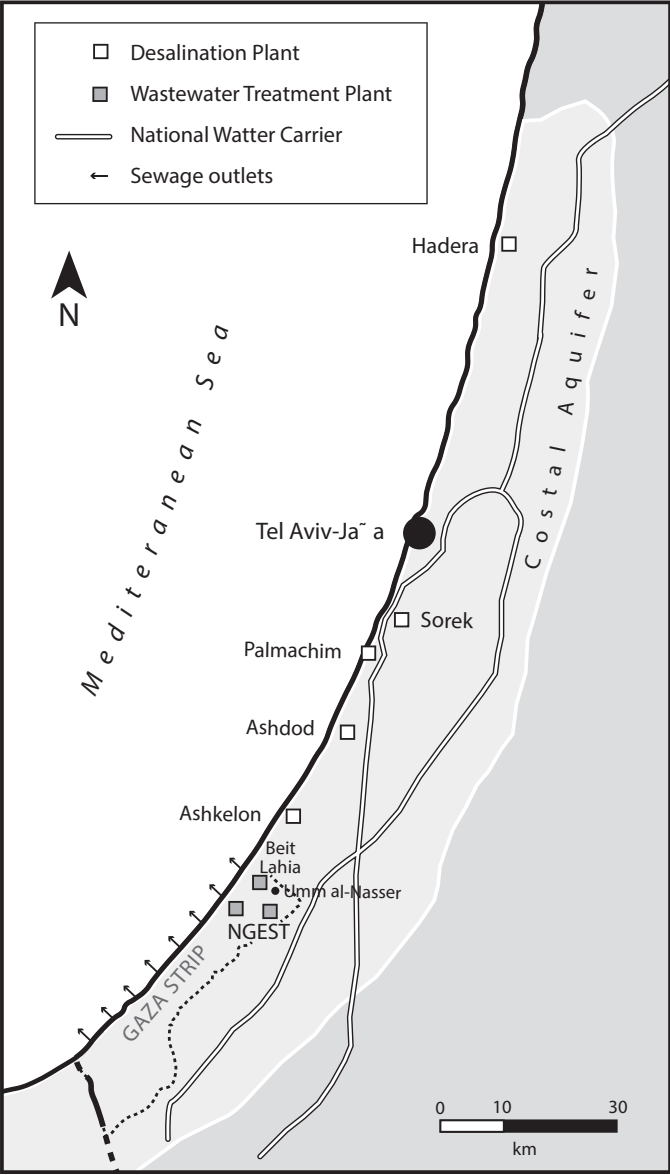 Desalination Plant
Wastewater Treatment Plant
National Watter Carrier
Sewage outlets
Hadera
N
Mediteranean Sea
Costal Aquifer
Tel Aviv-Ja˜ a
Sorek
Palmachim
Ashdod
Ashkelon
Beit
Lahia
Umm al-Nasser
NGEST
GAZA STRIP
0 10 30
km